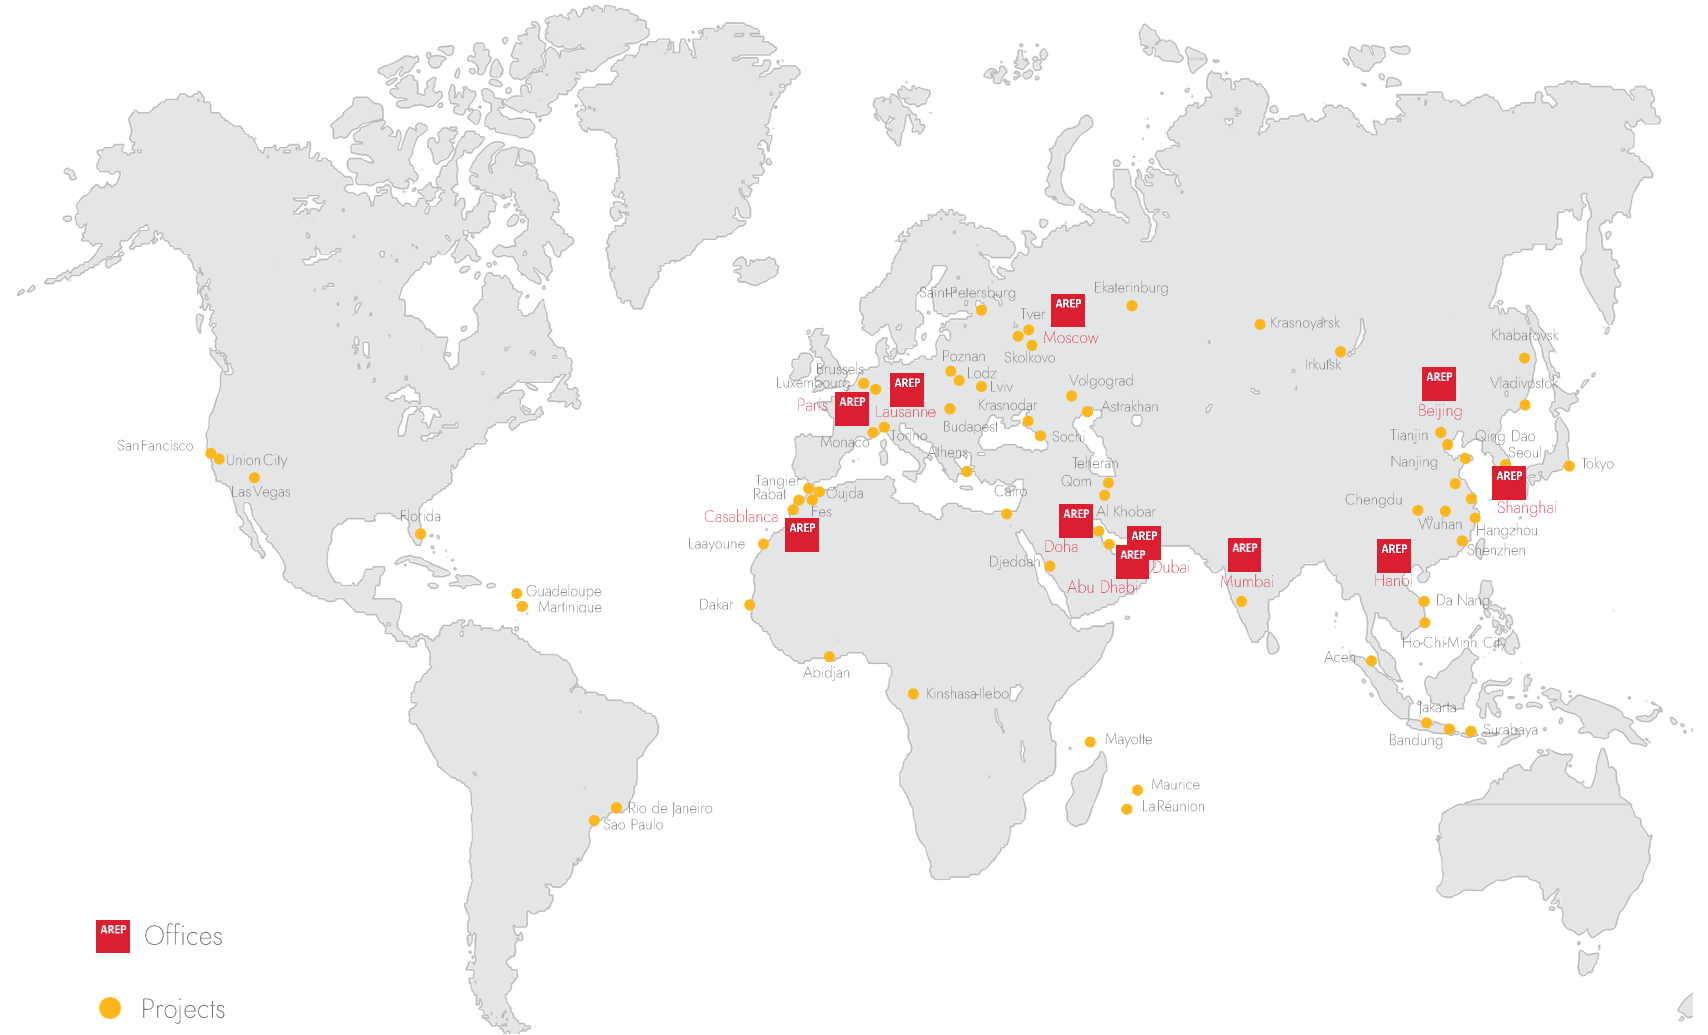 Saint-Petersburg
Ekaterinburg
AREP
Tver
Moscow
Krasnoyarsk
Khabarovsk
Skolkovo
Irkutsk
Poznan
Brussels
Luxembourg
AREP
Lodz
Lviv
Volgograd
AREP
Vladivostok
Paris
AREP
Lausanne
Krasnodar
Astrakhan
Beijing
Budapest
Monaco
Torino
Sochi
Tianjin
Qing Dao
San Fancisco
Athens
Seoul
Union City
Teheran
Nanjing
Tokyo
Las Vegas
Tangier
Qom
AREP
Rabat
Oujda
Cairo
Chengdu
Shanghai
Florida
Casablanca
Fes
AREP
Al Khobar
Wuhan
Hangzhou
AREP
AREP
Laayoune
Doha
AREP
AREP
AREP
Shenzhen
Djeddah
Dubai
AREP
Mumbai
Hanoi
Abu Dhabi
Guadeloupe
Martinique
Dakar
Da Nang
Ho-Chi-Minh City
Aceh
Abidjan
Kinshasa-Ilebo
Jakarta
Surabaya
Bandung
Mayotte
Maurice
La Réunion
Rio de Janeiro
Sao Paulo
AREP
Offices
Projects